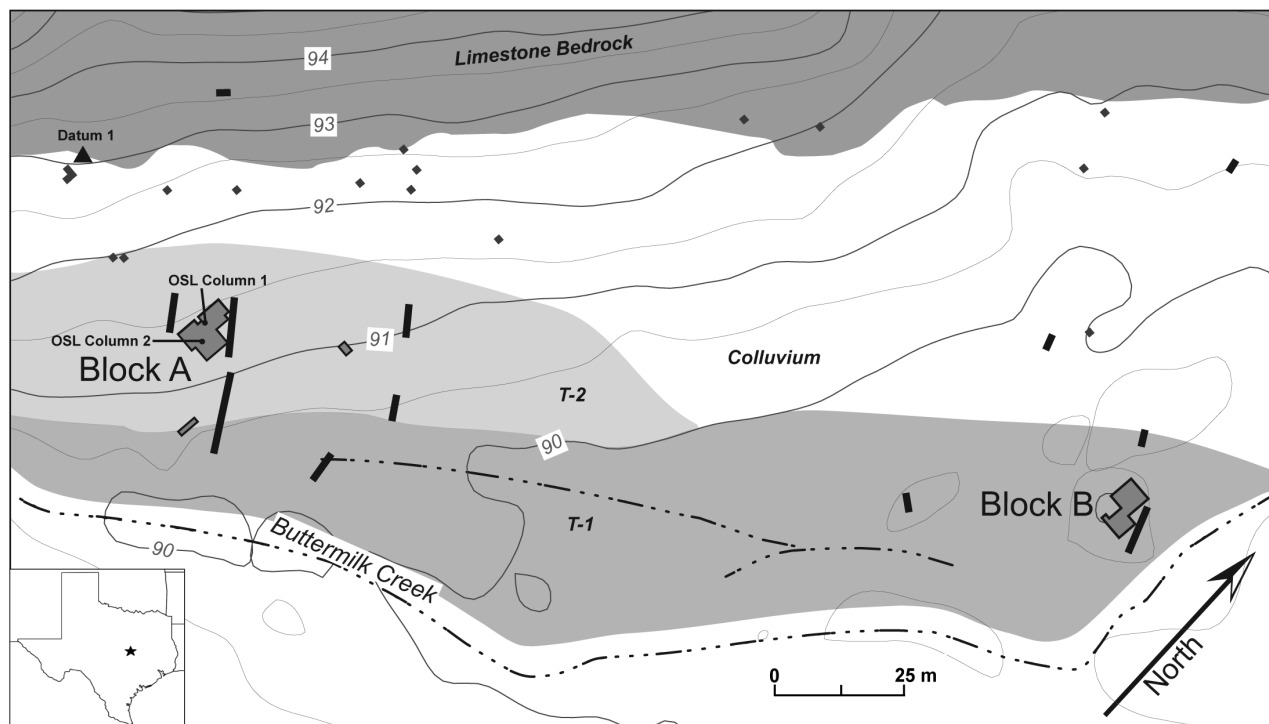 94
Limestone Bedrock
93
Datum 1
92
OSL Column 1
OSL Column 2
Block A
91
Colluvium
T-2
90
Block B
T-1
90
Buttermilk Creek
0
25 m
North